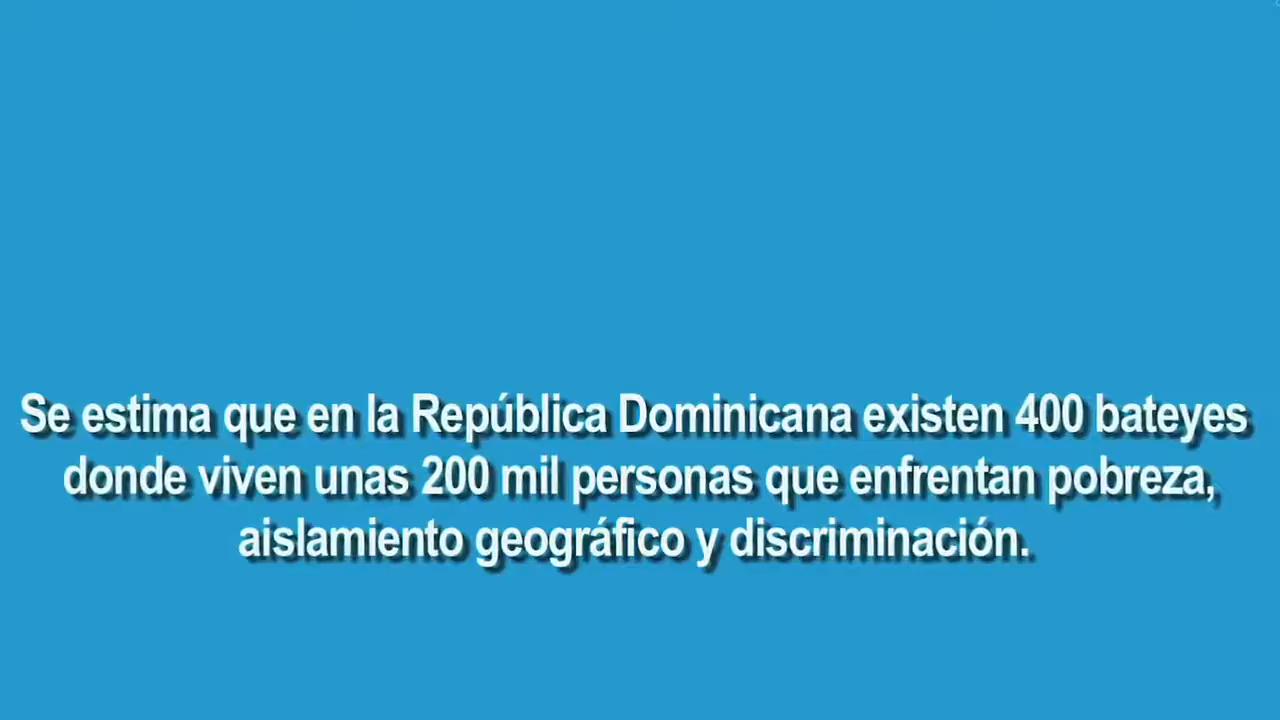 Se estima que en la República Dominicana existen 400 bateyes
donde viven unas 200 mil personas que enfrentan pobreza,
aislamiento geográfico y discriminación.